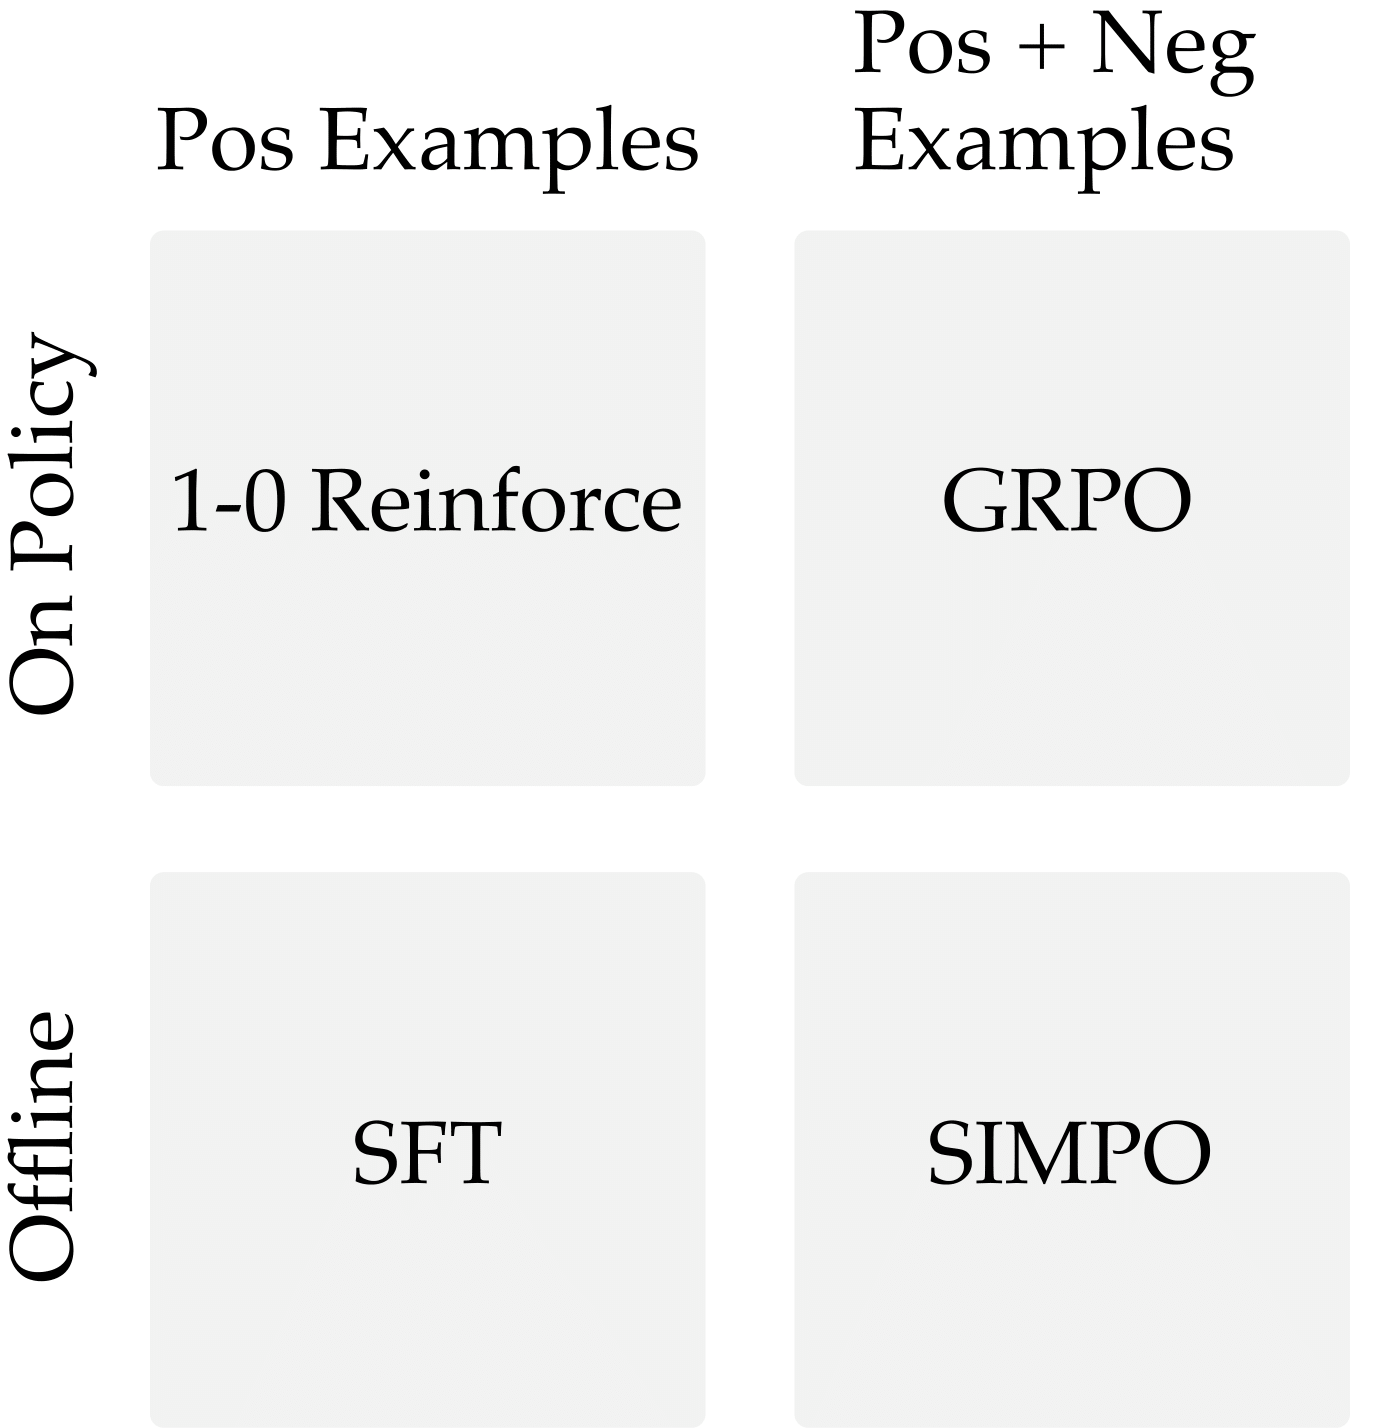 Pos + Neg
Pos Examples
Examples
On Policy
1-0 Reinforce
GRPO
Offline
SFT
SIMPO